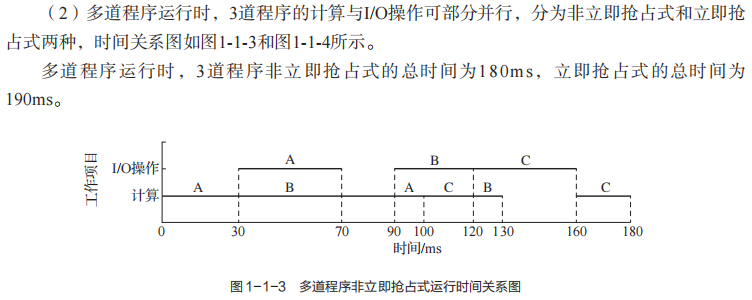 （2）多道程序运行时，3道程序的计算与I/O操作可部分并行，分为非立即抢占式和立即抢
占式两种，时间关系图如图1-1-3和图1-1-4所示。
多道程序运行时，3道程序非立即抢占式的总时间为180ms，立即抢占式的总时间为
190ms。
工作项目
I/O操作 A B C
计算 A B A C B C
0 30 70 90 100 120 130 160 180
时间/ms
图1-1-3 多道程序非立即抢占式运行时间关系图